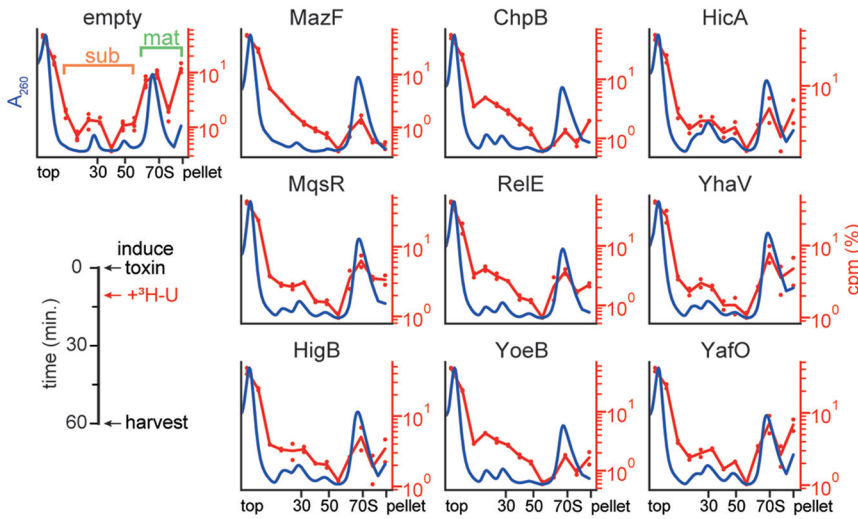 empty
MazF
ChpB
HicA
sub
mat
A260
10¹
10⁰
10¹
10⁰
10¹
10⁰
top
30
50
70S
pellet
MqsR
RelE
YhaV
induce
toxin
0
+³H-U
30
60
time (min.)
harvest
10¹
10⁰
10¹
10⁰
10¹
10⁰
cpm (%)
HigB
YoeB
YafO
10¹
10⁰
10¹
10⁰
10¹
10⁰
top
30
50
70S
pellet
30
50
70S
pellet
top
30
50
70S
pellet